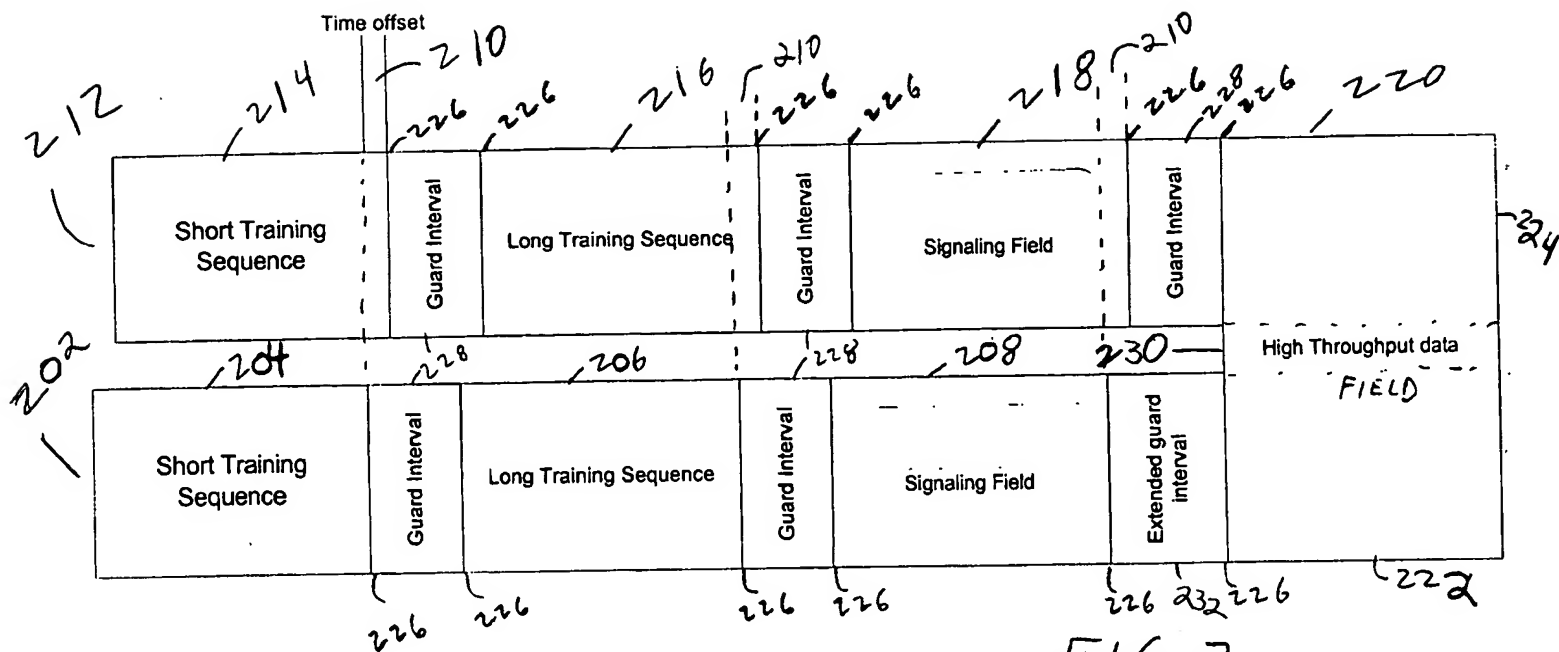 Time offset
210
212
214
226
226
216
210
226
226
218
210
226
228
226
220
Short Training
Sequence
Guard Interval
Long Training Sequence
Guard Interval
Signaling Field
Guard Interval
224
202
204
228
206
228
208
230
High Throughput data
FIELD
Short Training
Sequence
Guard Interval
Long Training Sequence
Guard Interval
Signaling Field
Extended guard
interval
226
226
226
226
226
232
226
222